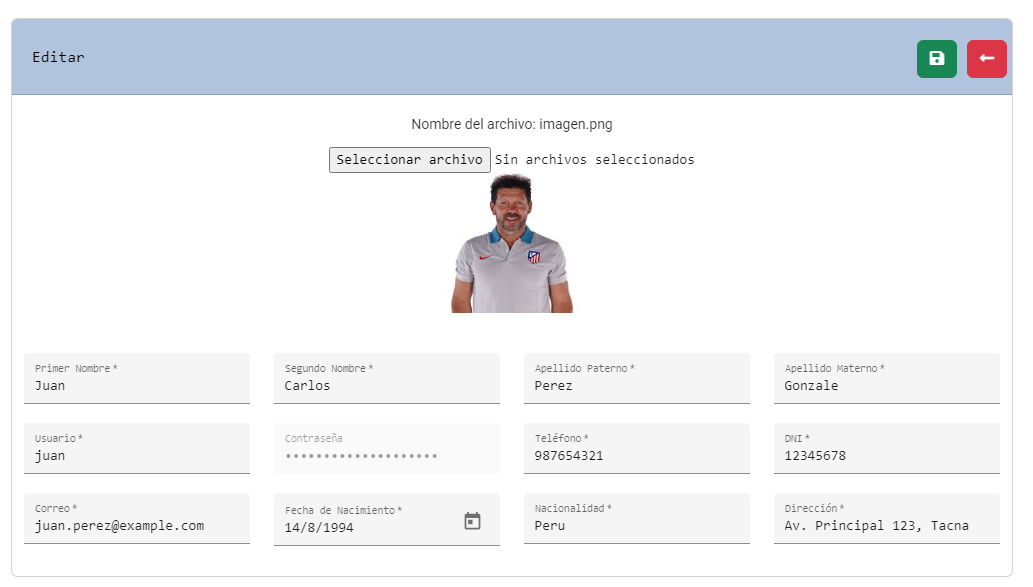 Editar
Nombre del archivo: imagen.png
Seleccionar archivo Sin archivos seleccionados
Primer Nombre * Segundo Nombre * Apellido Paterno * Apellido Materno *
Juan Carlos Perez Gonzale
Usuario * Contraseña Teléfono * DNI *
juan •••••••••••••••••••• 987654321 12345678
Correo * Fecha de Nacimiento * Nacionalidad * Dirección *
juan.perez@example.com 14/8/1994 Peru Av. Principal 123, Tacna